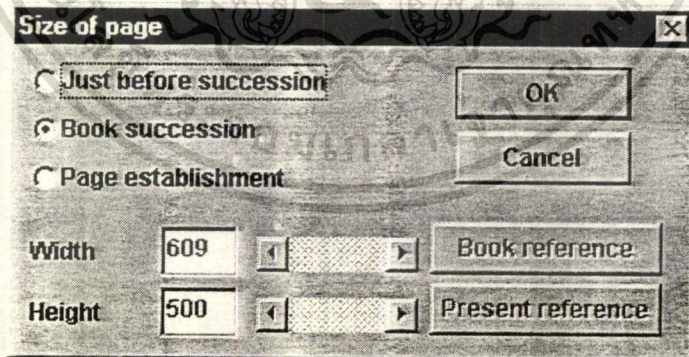 Size of page
Just before succession
OK
Book succession
Cancel
Page establishment
Width 609 Book reference
Height 500 Present reference